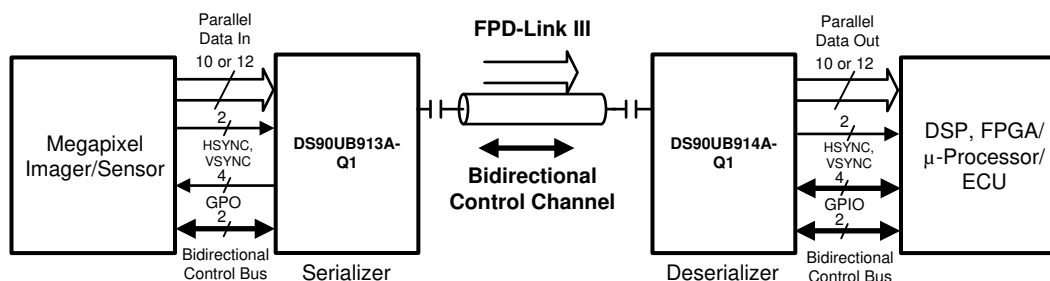 Parallel
Data In
10 or 12
2
HSYNC,
VSYNC
4
GPO
2
Bidirectional
Control Bus
Megapixel
Imager/Sensor
DS90UB913A-
Q1
Serializer
FPD-Link III
Bidirectional
Control Channel
DS90UB914A-
Q1
Deserializer
Parallel
Data Out
10 or 12
2
HSYNC,
VSYNC
4
GPIO
2
Bidirectional
Control Bus
DSP, FPGA/
μ-Processor/
ECU